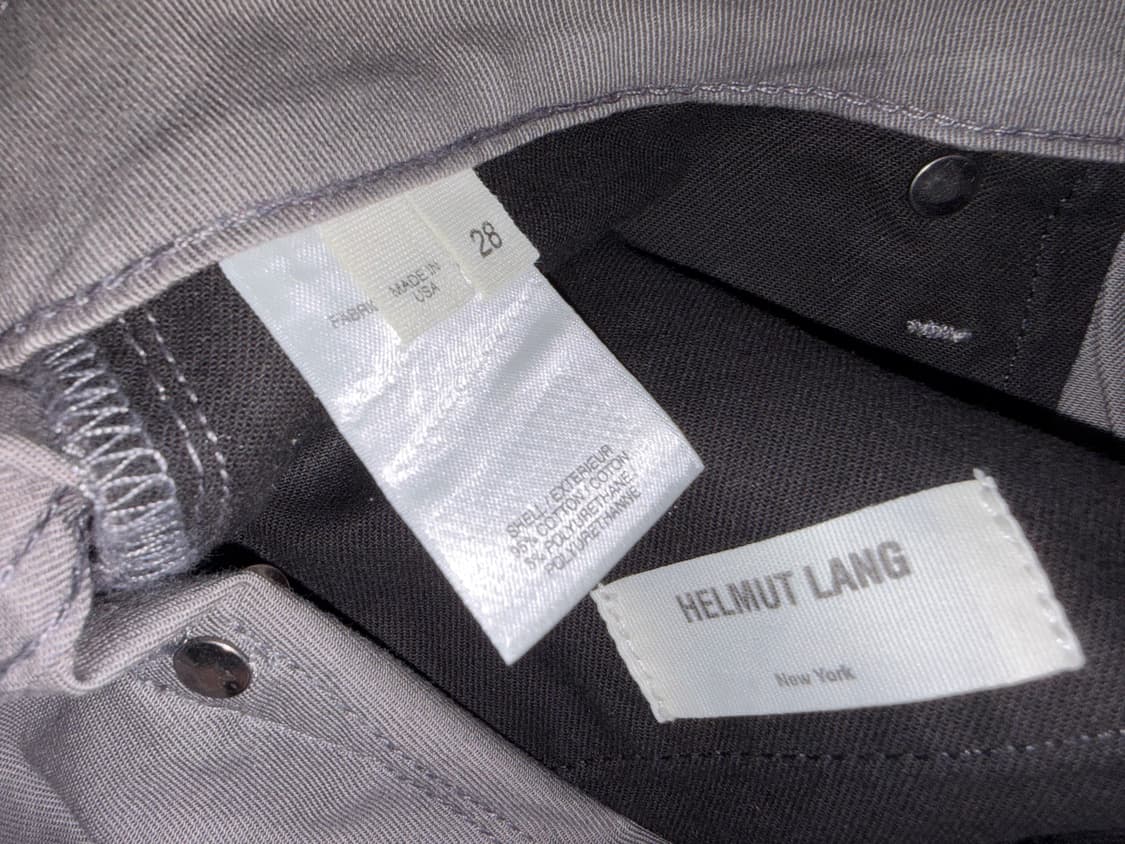 28
MADE IN
USA
FABRIC
SHELL / EXTERIEUR
95% COTTON / COTON
5% POLYURETHANE /
POLYURETHANNE
HELMUT LANG
New York